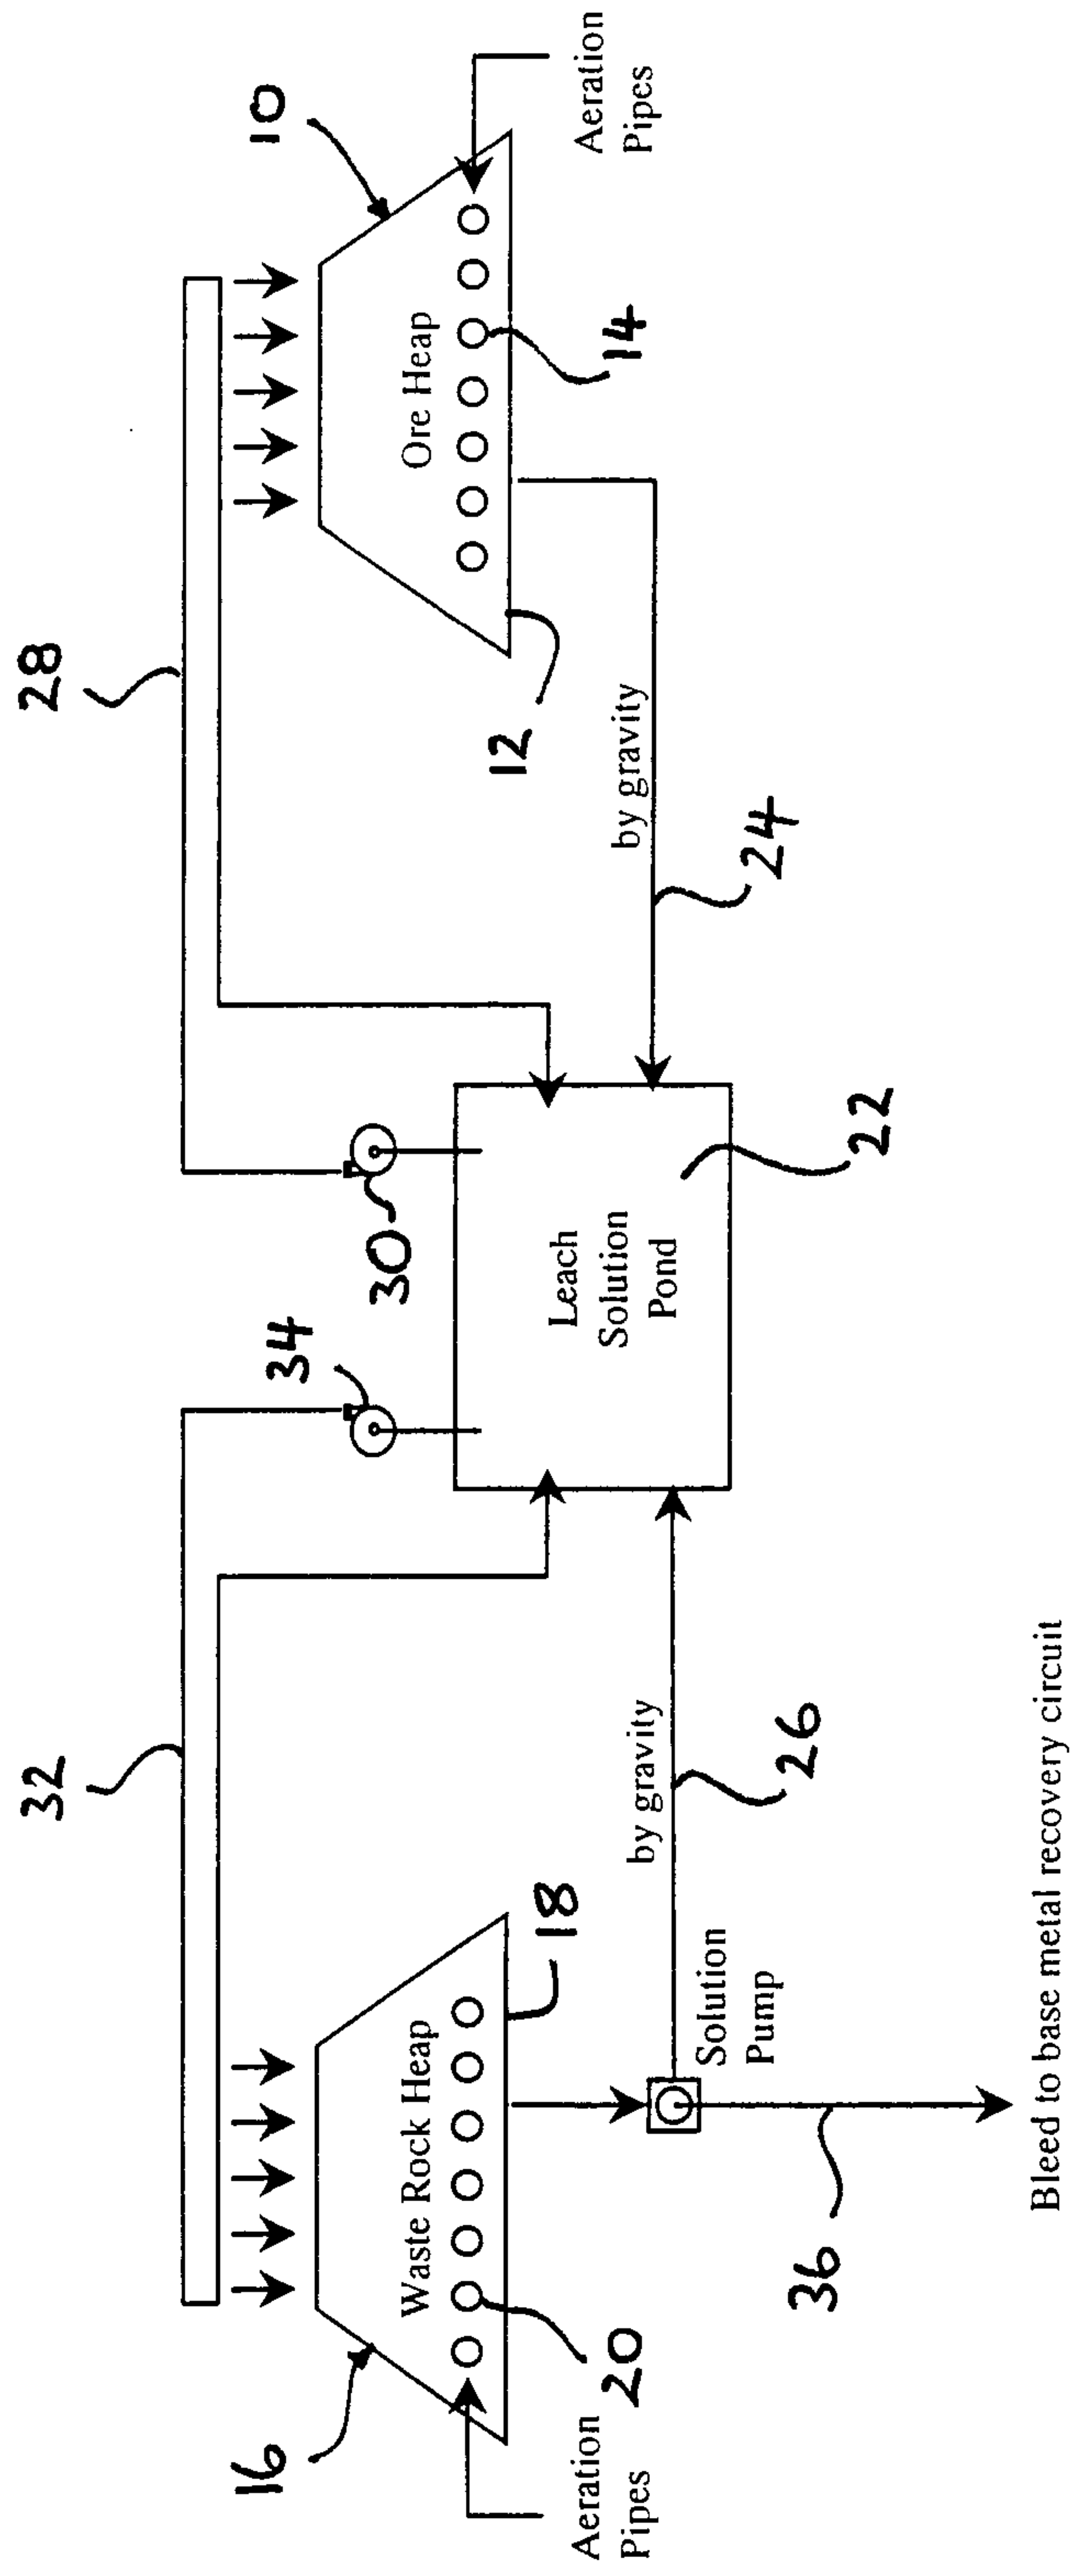 32
28
34
30
16
10
Waste Rock Heap
Ore Heap
Aeration
Pipes
20
18
Leach
Solution
Pond
22
12
14
Aeration
Pipes
by gravity
26
by gravity
24
Solution
Pump
36
Bleed to base metal recovery circuit